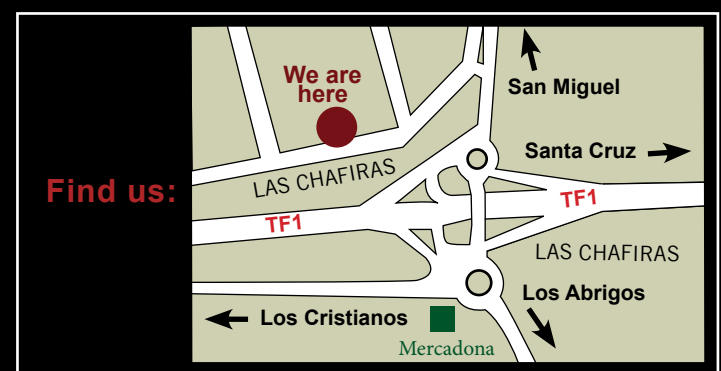 Find us:
We are
here
San Miguel
Santa Cruz
LAS CHAFIRAS
TF1
TF1
LAS CHAFIRAS
Los Abrigos
Los Cristianos
Mercadona